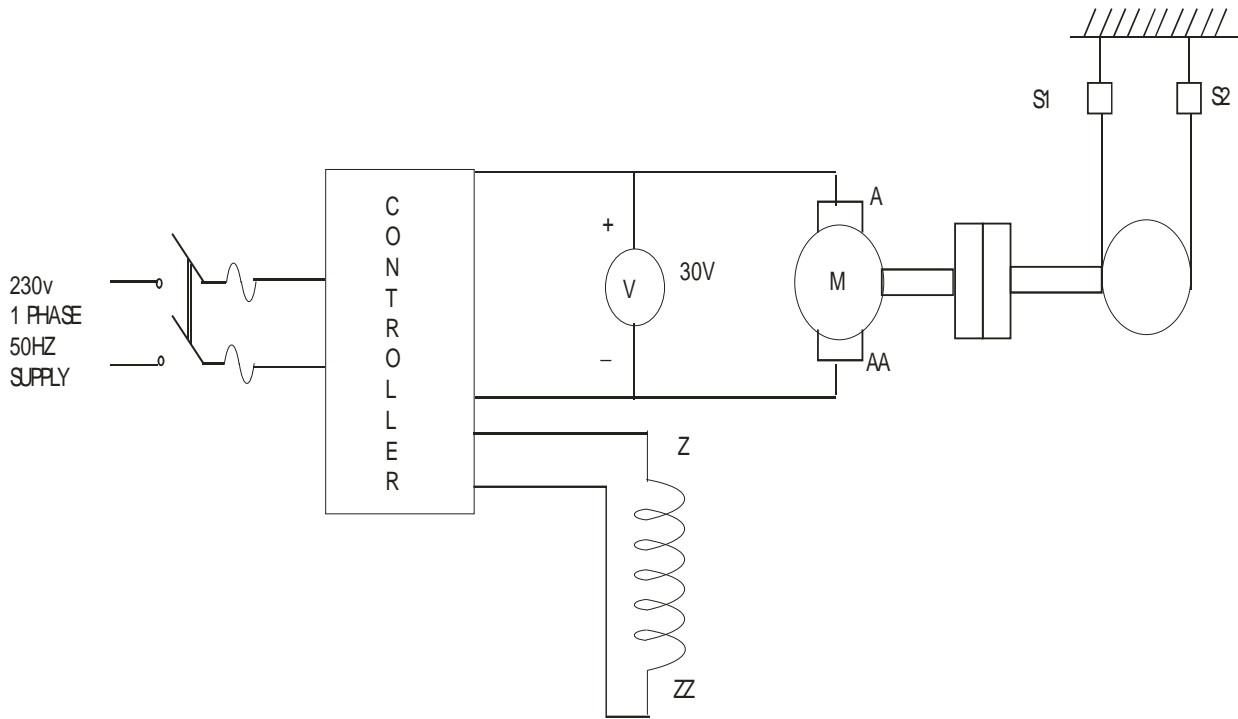 S1
S2
230v
1 PHASE
50HZ
SUPPLY
C
O
N
T
R
O
L
L
E
R
+
V
30V
–
A
M
AA
Z
ZZ